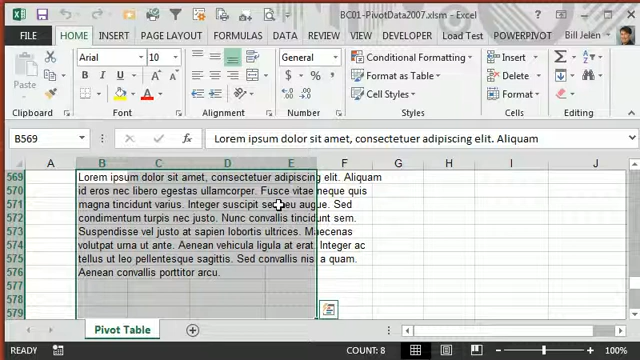 BC01-PivotData2007.xlsm - Excel
FILE HOME INSERT PAGE LAYOUT FORMULAS DATA REVIEW VIEW DEVELOPER Load Test POWERPIVOT Bill Jelen
Paste
Clipboard
Arial 10
B I U
Font
Alignment
General
$ % ,
Number
Conditional Formatting
Format as Table
Cell Styles
Styles
Insert
Delete
Format
Cells
Editing
B569 fx Lorem ipsum dolor sit amet, consectetuer adipiscing elit. Aliquam
A B C D E F G H I J
569 Lorem ipsum dolor sit amet, consectetuer adipiscing elit. Aliquam
570 id eros nec libero egestas ullamcorper. Fusce vitae neque quis
571 magna tincidunt varius. Integer suscipit sem eu augue. Sed
572 condimentum turpis nec justo. Nunc convallis tincidunt sem.
573 Suspendisse vel justo at sapien lobortis ultrices. Maecenas
574 volutpat urna ut ante. Aenean vehicula ligula at erat. Integer ac
575 tellus ut leo pellentesque sagittis. Sed convallis nisi a quam.
576 Aenean convallis porttitor arcu.
577
578
579
Pivot Table
READY COUNT: 8 100%